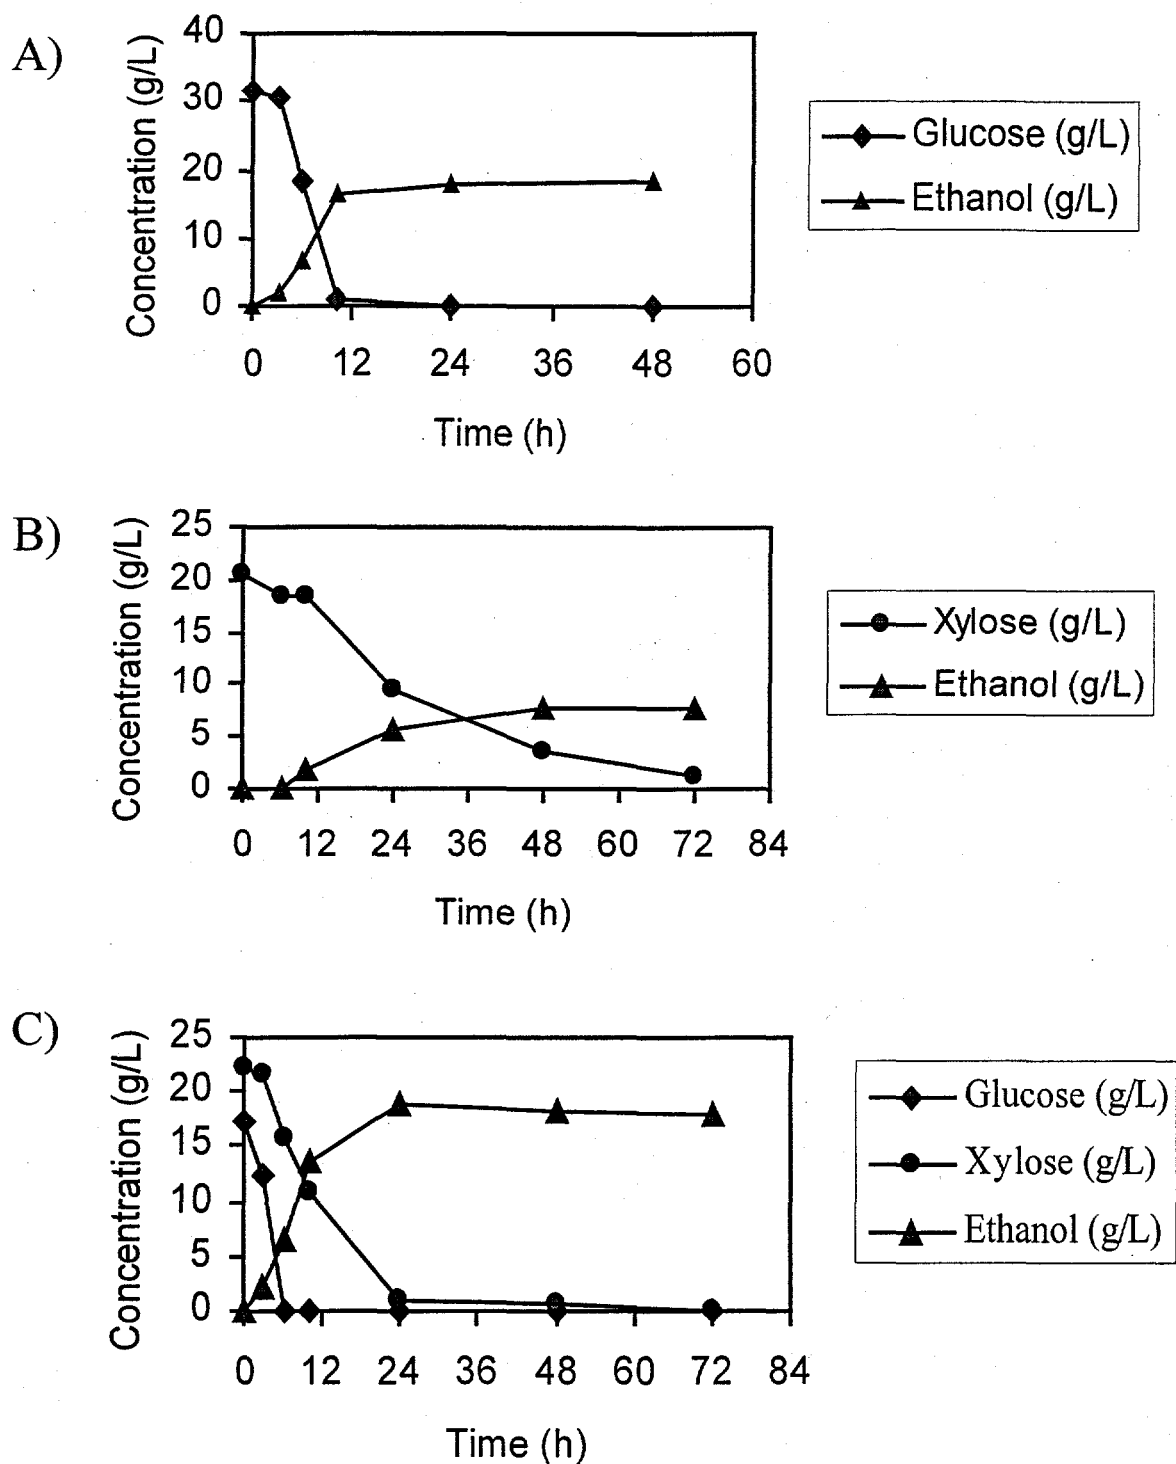 A)
Concentration (g/L)
40
30
20
10
0
0 12 24 36 48 60
Time (h)
Glucose (g/L)
Ethanol (g/L)
B)
Concentration (g/L)
25
20
15
10
5
0
0 12 24 36 48 60 72 84
Time (h)
Xylose (g/L)
Ethanol (g/L)
C)
Concentration (g/L)
25
20
15
10
5
0
0 12 24 36 48 60 72 84
Time (h)
Glucose (g/L)
Xylose (g/L)
Ethanol (g/L)